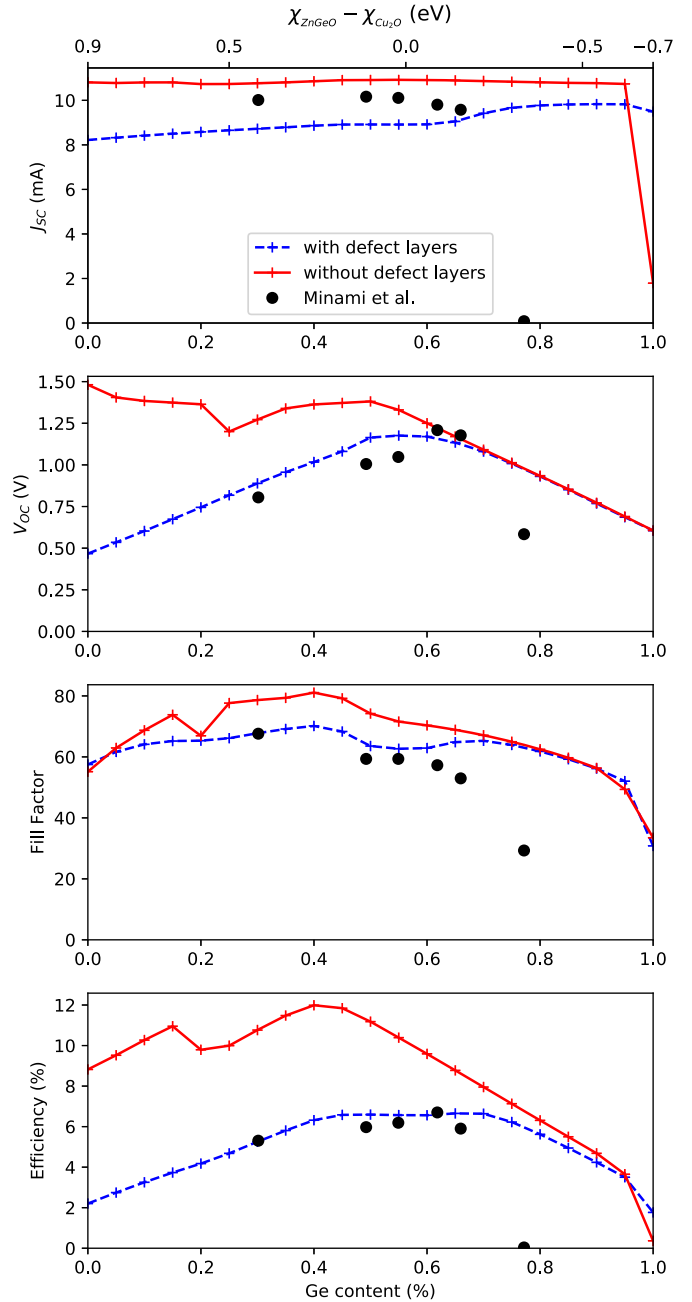 χZnGeO − χCu₂O (eV)
0.9 0.5 0.0 −0.5 −0.7
10
8
6
4
2
0
JSC (mA)
with defect layers
without defect layers
Minami et al.
0.0 0.2 0.4 0.6 0.8 1.0
1.50
1.25
1.00
0.75
0.50
0.25
0.00
VOC (V)
0.0 0.2 0.4 0.6 0.8 1.0
80
60
40
20
0
Fill Factor
0.0 0.2 0.4 0.6 0.8 1.0
12
10
8
6
4
2
0
Efficiency (%)
0.0 0.2 0.4 0.6 0.8 1.0
Ge content (%)